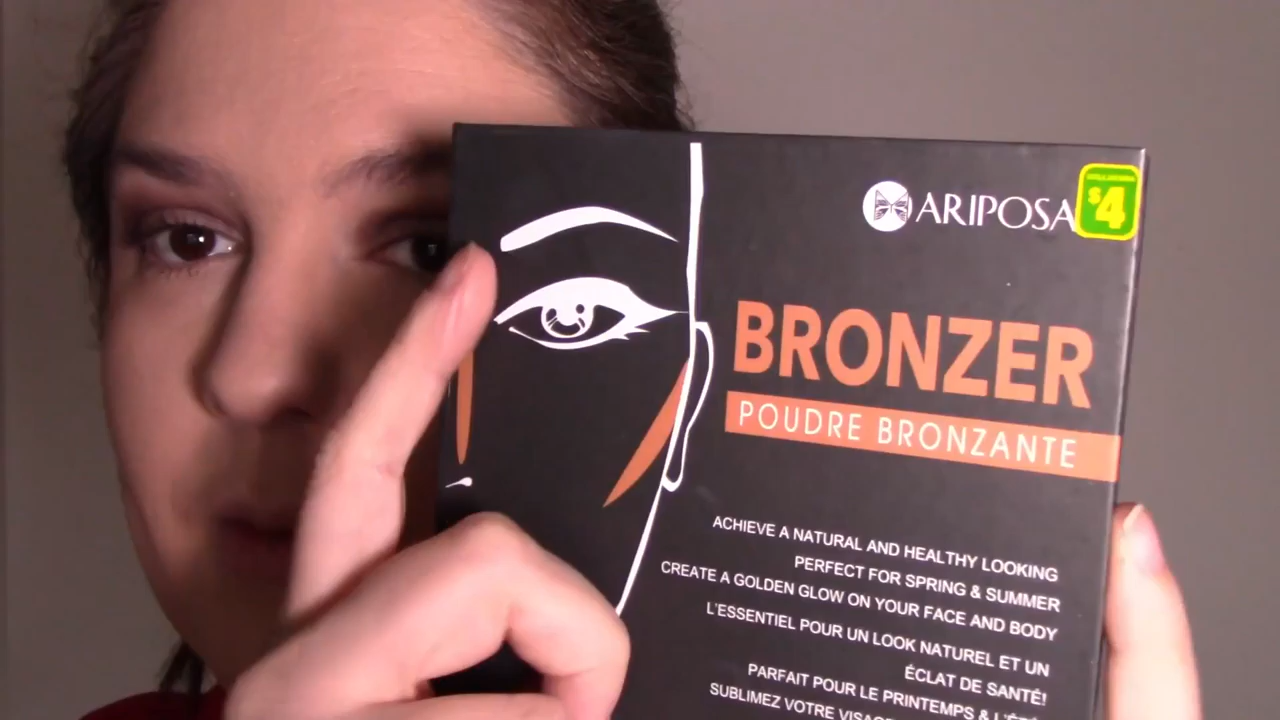 ARIPOSA
$4
BRONZER
POUDRE BRONZANTE
ACHIEVE A NATURAL AND HEALTHY LOOKING
PERFECT FOR SPRING & SUMMER
CREATE A GOLDEN GLOW ON YOUR FACE AND BODY
L'ESSENTIEL POUR UN LOOK NATUREL ET UN
ÉCLAT DE SANTÉ!
PARFAIT POUR LE PRINTEMPS & L'ÉTÉ
SUBLIMEZ VOTRE VISAGE